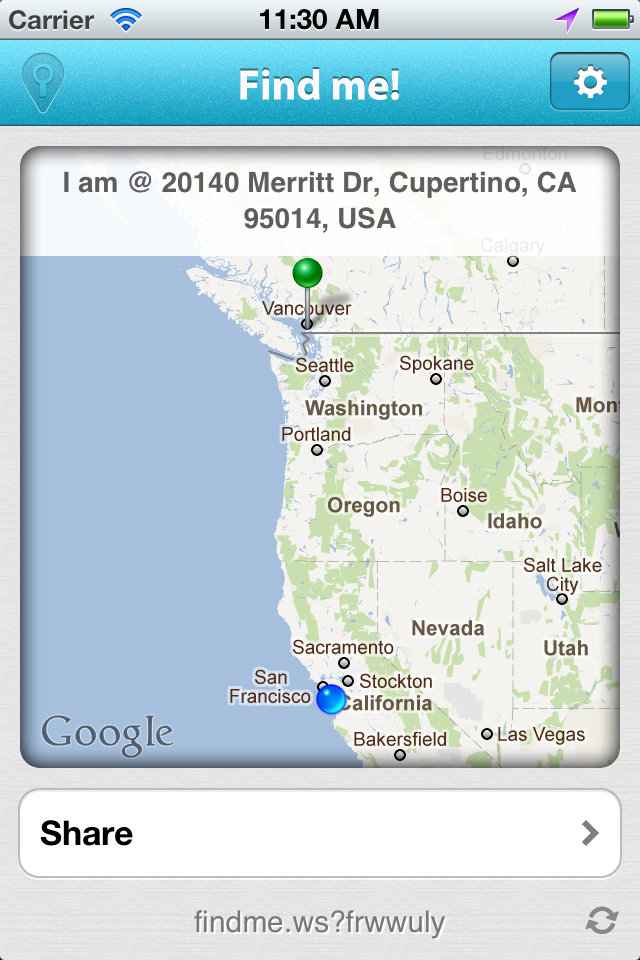 Carrier 11:30 AM
Find me!
Edmonton
I am @ 20140 Merritt Dr, Cupertino, CA
95014, USA
Calgary
Vancouver
Seattle
Spokane
Washington
Mon
Portland
Oregon
Boise
Idaho
Salt Lake
City
Nevada
Utah
Sacramento
San
Francisco
Stockton
California
Las Vegas
Bakersfield
Google
Share
findme.ws?frwwuly